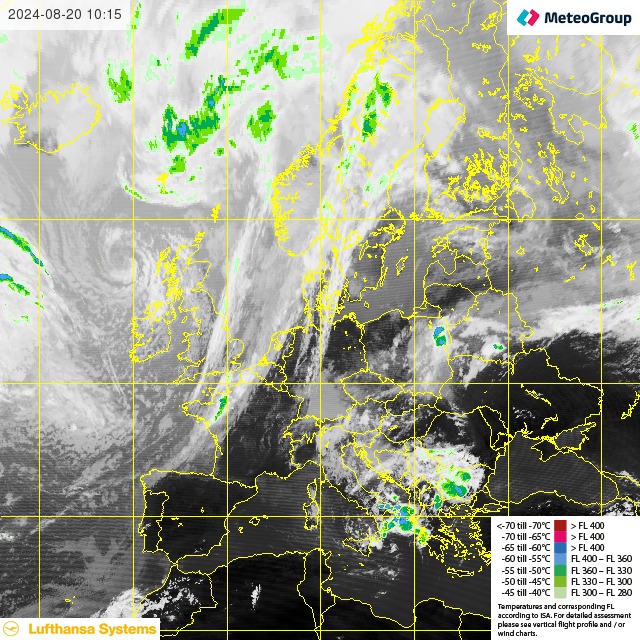 2024-08-20 10:15
MeteoGroup
<-70 till -70°C > FL 400
-70 till -65°C > FL 400
-65 till -60°C > FL 400
-60 till -55°C FL 400 – FL 360
-55 till -50°C FL 360 – FL 330
-50 till -45°C FL 330 – FL 300
-45 till -40°C FL 300 – FL 280
Temperatures and corresponding FL
according to ISA. For detailed assessment
please see vertical flight profile and / or
wind charts.
Lufthansa Systems